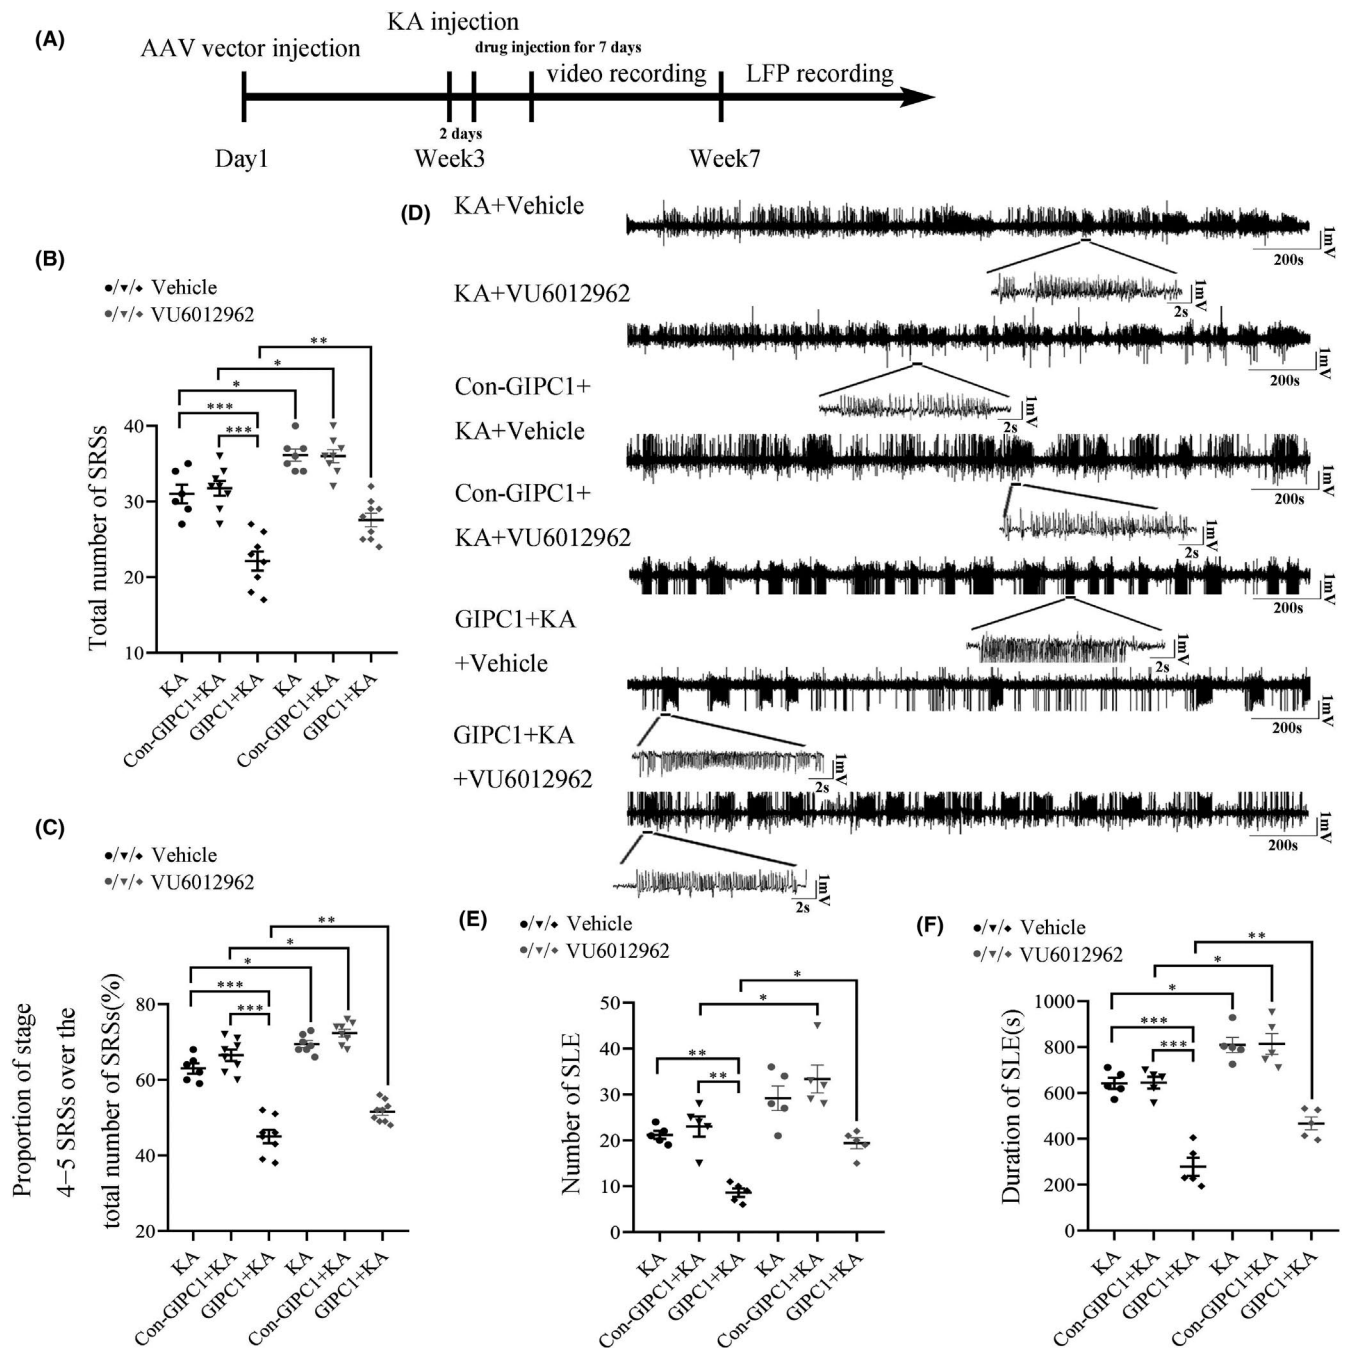 (A)
KA injection
AAV vector injection
drug injection for 7 days
video recording
LFP recording
2 days
Day1
Week3
Week7
(B)
●/▼/◆ Vehicle
●/▼/◆ VU6012962
**
*
*
***
***
Total number of SRSs
40
30
20
10
KA
Con-GIPC1+KA
GIPC1+KA
KA
Con-GIPC1+KA
GIPC1+KA
(C)
●/▼/◆ Vehicle
●/▼/◆ VU6012962
**
*
*
***
***
Proportion of stage
4–5 SRSs over the
total number of SRSs(%)
80
60
40
20
KA
Con-GIPC1+KA
GIPC1+KA
KA
Con-GIPC1+KA
GIPC1+KA
(D)
KA+Vehicle
1mV
200s
1mV
2s
KA+VU6012962
1mV
200s
1mV
2s
Con-GIPC1+
KA+Vehicle
1mV
200s
1mV
2s
Con-GIPC1+
KA+VU6012962
1mV
200s
1mV
2s
GIPC1+KA
+Vehicle
1mV
200s
1mV
2s
GIPC1+KA
+VU6012962
1mV
200s
1mV
2s
(E)
●/▼/◆ Vehicle
●/▼/◆ VU6012962
*
*
**
**
Number of SLE
50
40
30
20
10
0
KA
Con-GIPC1+KA
GIPC1+KA
KA
Con-GIPC1+KA
GIPC1+KA
(F)
●/▼/◆ Vehicle
●/▼/◆ VU6012962
**
*
*
***
***
Duration of SLE(s)
1000
800
600
400
200
0
KA
Con-GIPC1+KA
GIPC1+KA
KA
Con-GIPC1+KA
GIPC1+KA